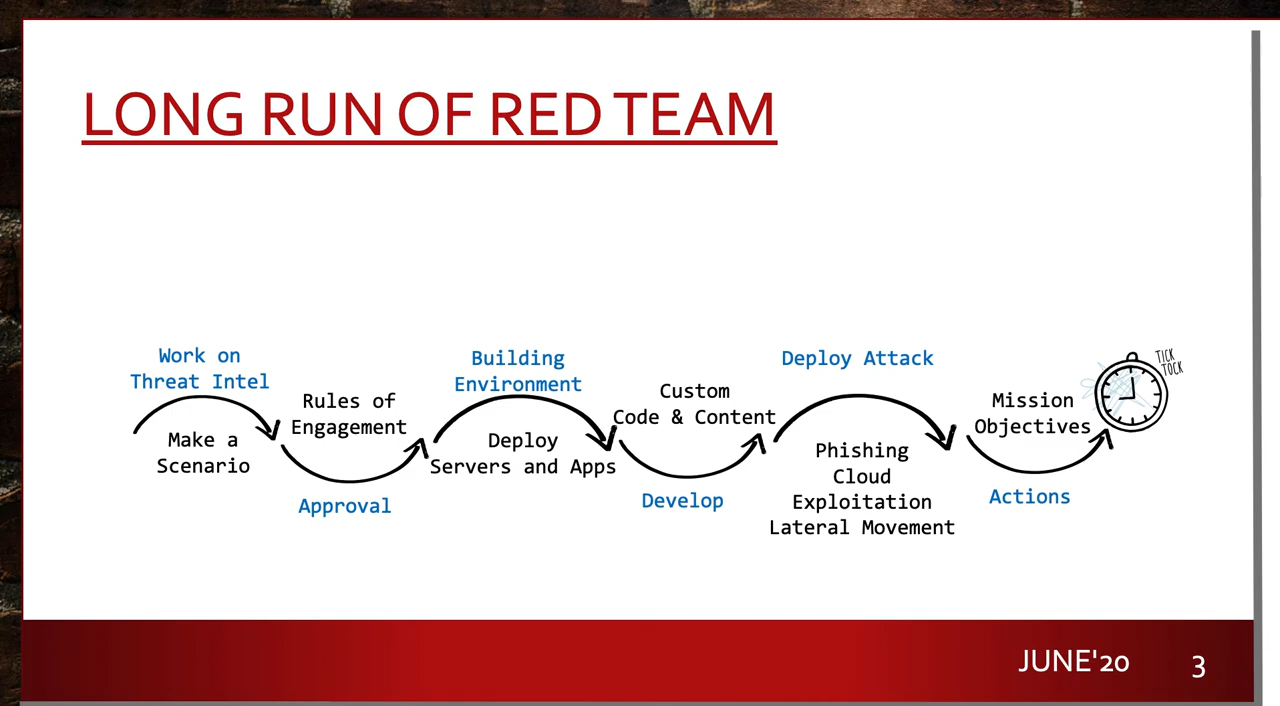 LONG RUN OF RED TEAM
Work on
Threat Intel
Make a
Scenario
Rules of
Engagement
Approval
Building
Environment
Deploy
Servers and Apps
Custom
Code & Content
Develop
Deploy Attack
Phishing
Cloud
Exploitation
Lateral Movement
Mission
Objectives
Actions
TICK
TOCK
JUNE'20
3